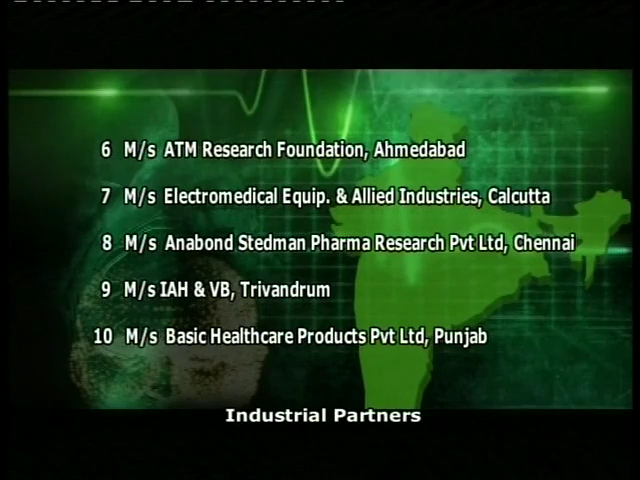 6 M/s ATM Research Foundation, Ahmedabad
7 M/s Electromedical Equip. & Allied Industries, Calcutta
8 M/s Anabond Stedman Pharma Research Pvt Ltd, Chennai
9 M/s IAH & VB, Trivandrum
10 M/s Basic Healthcare Products Pvt Ltd, Punjab
Industrial Partners